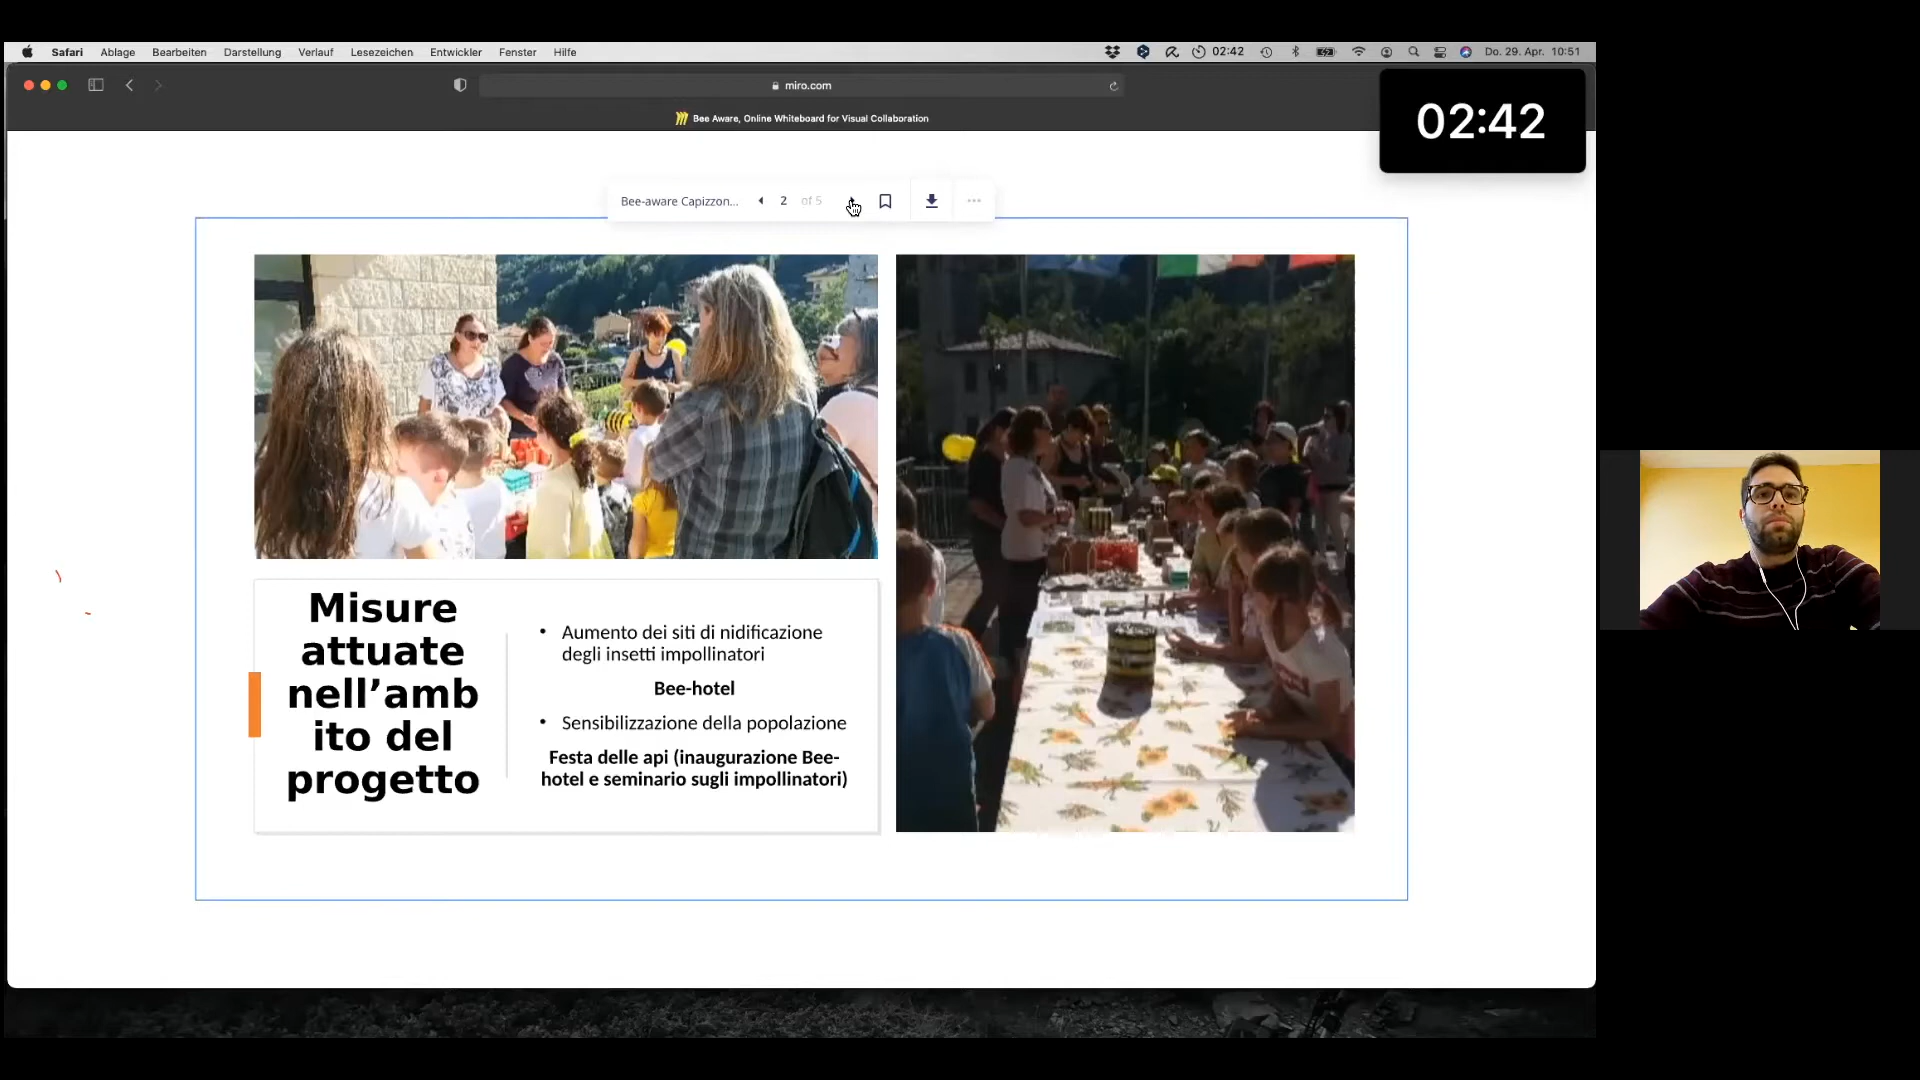 Safari Ablage Bearbeiten Darstellung Verlauf Lesezeichen Entwickler Fenster Hilfe 02:42 Do. 29. Apr. 10:51
miro.com
Bee Aware, Online Whiteboard for Visual Collaboration
02:42
Bee-aware Capizzon... 2 of 5
Misure
attuate
nell’amb
ito del
progetto
• Aumento dei siti di nidificazione
degli insetti impollinatori
Bee-hotel
• Sensibilizzazione della popolazione
Festa delle api (inaugurazione Bee-
hotel e seminario sugli impollinatori)